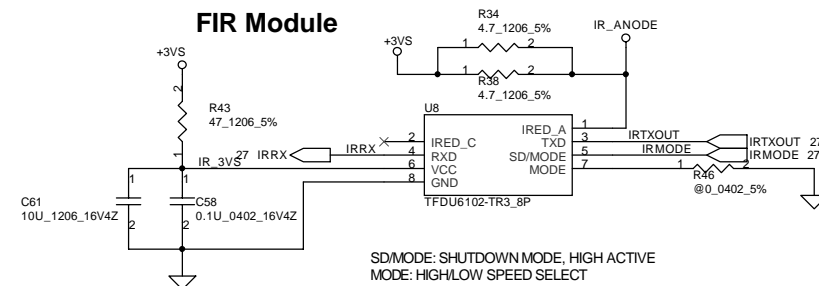 FIR Module
+3VS
R34
4.7_1206_5%
IR_ANODE
+3VS
1
2
1
2
R38
4.7_1206_5%
2
R43
47_1206_5%
1
U8
IRED_A
1
2
IRED_C
TXD
3
IRTXOUT
IRTXOUT 27
27
IRRX
IRRX
4
RXD
SD/MODE
5
IRMODE
IRMODE 27
IR_3VS
6
VCC
MODE
7
1
2
8
GND
R46
@0_0402_5%
TFDU6102-TR3_8P
1
1
C61
10U_1206_16V4Z
C58
0.1U_0402_16V4Z
2
2
SD/MODE: SHUTDOWN MODE, HIGH ACTIVE
MODE: HIGH/LOW SPEED SELECT